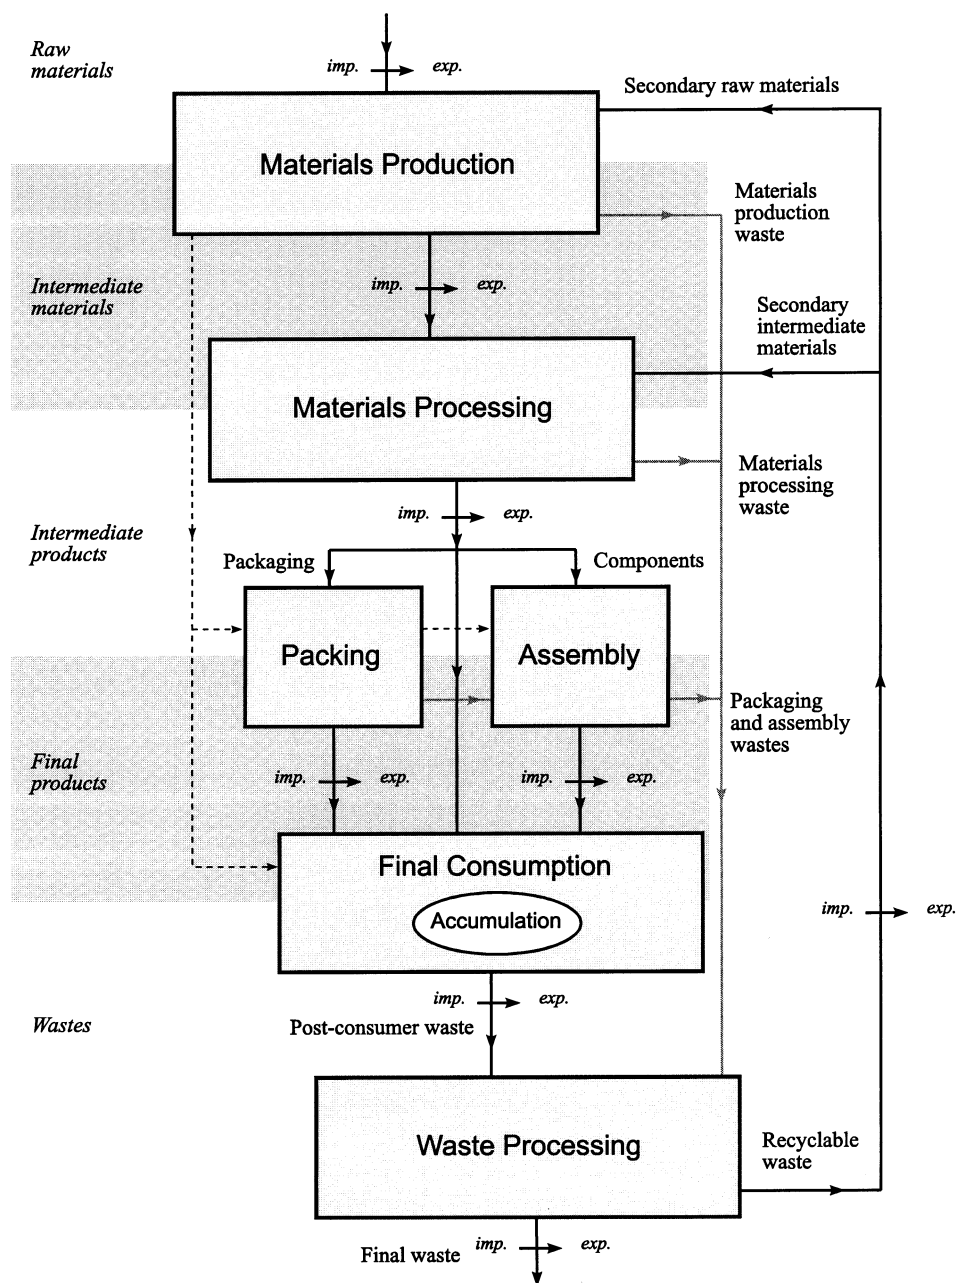 Raw
materials
imp. exp.
Secondary raw materials
Materials Production
Materials
production
waste
Intermediate
materials
imp. exp.
Secondary
intermediate
materials
Materials Processing
Materials
processing
waste
imp. exp.
Intermediate
products
Packaging
Components
Packing
Assembly
Packaging
and assembly
wastes
Final
products
imp. exp.
imp. exp.
Final Consumption
Accumulation
imp. exp.
imp. exp.
Post-consumer waste
Wastes
Waste Processing
Recyclable
waste
Final waste
imp. exp.